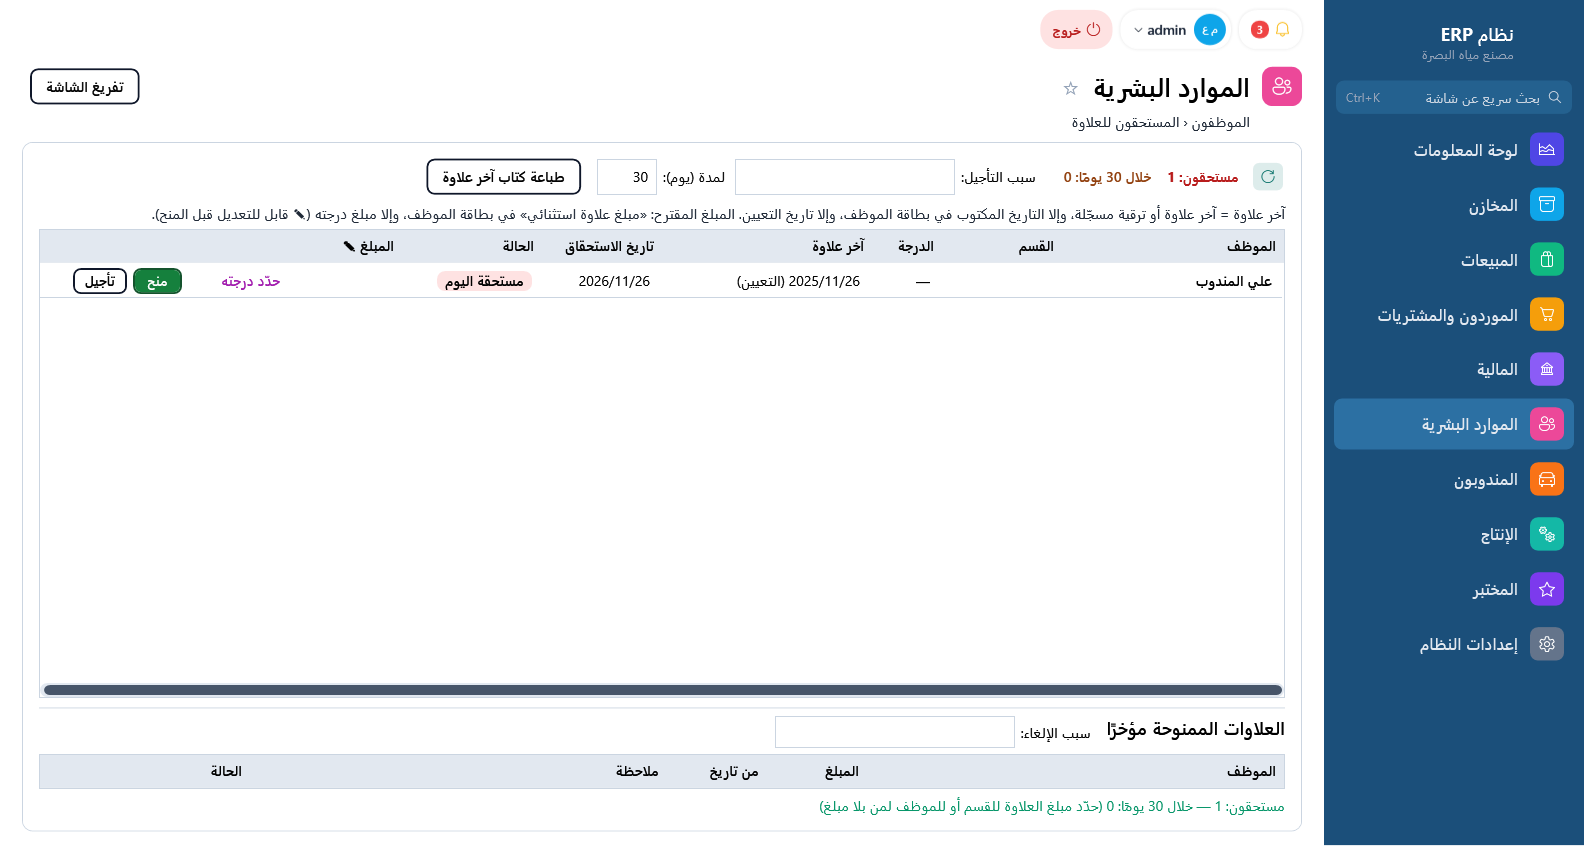 نظام ERP
مصنع مياه البصرة
بحث سريع عن شاشة Ctrl+K
لوحة المعلومات
المخازن
المبيعات
الموردون والمشتريات
المالية
الموارد البشرية
المندوبون
الإنتاج
المختبر
إعدادات النظام
3
م ع admin
خروج
الموارد البشرية
الموظفون › المستحقون للعلاوة
تفريغ الشاشة
مستحقون: 1 خلال 30 يومًا: 0 سبب التأجيل: لمدة (يوم): 30 طباعة كتاب آخر علاوة
آخر علاوة = آخر علاوة أو ترقية مسجّلة، وإلا التاريخ المكتوب في بطاقة الموظف، وإلا تاريخ التعيين. المبلغ المقترح: «مبلغ علاوة استثنائي» في بطاقة الموظف، وإلا مبلغ درجته (✎ قابل للتعديل قبل المنح).
الموظف القسم الدرجة آخر علاوة تاريخ الاستحقاق الحالة المبلغ ✎
علي المندوب — 2025/11/26 (التعيين) 2026/11/26 مستحقة اليوم حدّد درجته منح تأجيل
العلاوات الممنوحة مؤخرًا سبب الإلغاء:
الموظف المبلغ من تاريخ ملاحظة الحالة
مستحقون: 1 — خلال 30 يومًا: 0 (حدّد مبلغ العلاوة للقسم أو للموظف لمن بلا مبلغ)